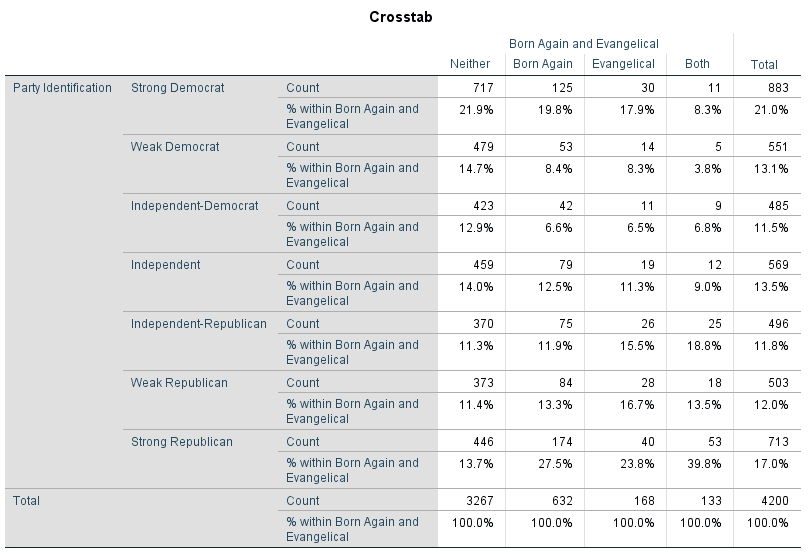 Crosstab
Born Again and Evangelical
Neither Born Again Evangelical Both Total
Party Identification Strong Democrat Count 717 125 30 11 883
% within Born Again and Evangelical 21.9% 19.8% 17.9% 8.3% 21.0%
Weak Democrat Count 479 53 14 5 551
% within Born Again and Evangelical 14.7% 8.4% 8.3% 3.8% 13.1%
Independent-Democrat Count 423 42 11 9 485
% within Born Again and Evangelical 12.9% 6.6% 6.5% 6.8% 11.5%
Independent Count 459 79 19 12 569
% within Born Again and Evangelical 14.0% 12.5% 11.3% 9.0% 13.5%
Independent-Republican Count 370 75 26 25 496
% within Born Again and Evangelical 11.3% 11.9% 15.5% 18.8% 11.8%
Weak Republican Count 373 84 28 18 503
% within Born Again and Evangelical 11.4% 13.3% 16.7% 13.5% 12.0%
Strong Republican Count 446 174 40 53 713
% within Born Again and Evangelical 13.7% 27.5% 23.8% 39.8% 17.0%
Total Count 3267 632 168 133 4200
% within Born Again and Evangelical 100.0% 100.0% 100.0% 100.0% 100.0%